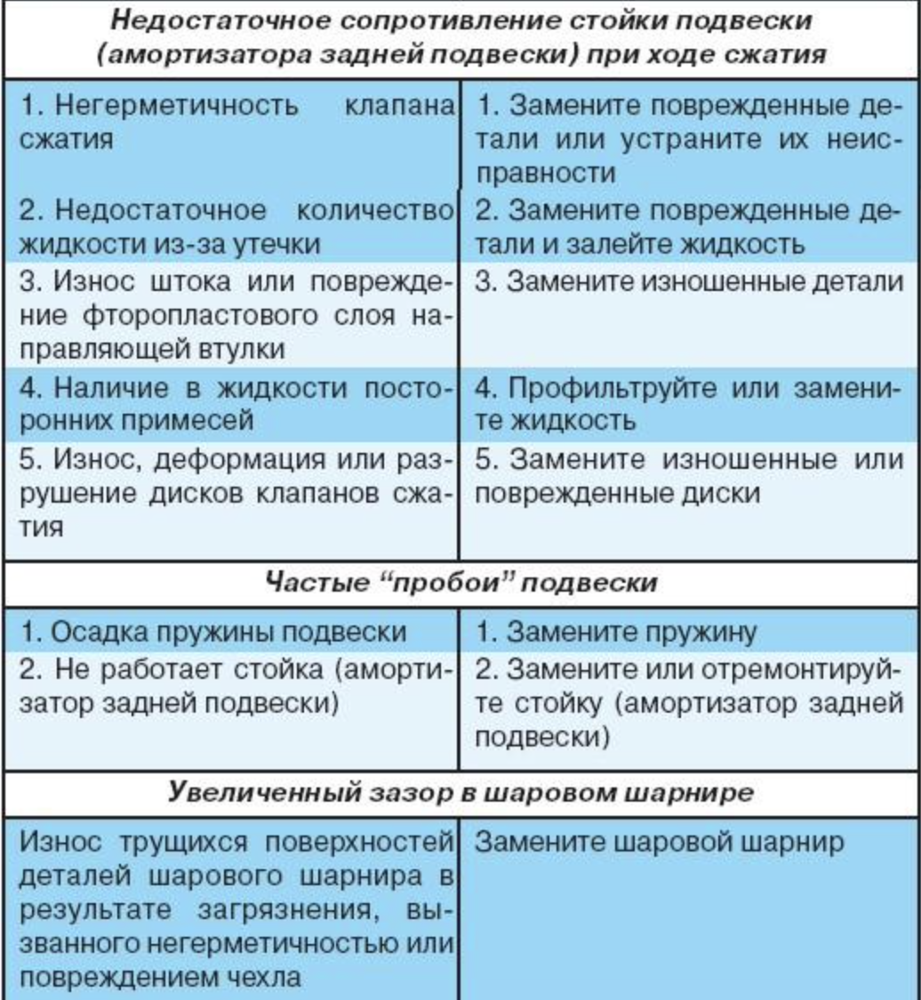 Недостаточное сопротивление стойки подвески
(амортизатора задней подвески) при ходе сжатия
1. Негерметичность клапана
сжатия
1. Замените поврежденные де-
тали или устраните их неис-
правности
2. Недостаточное количество
жидкости из-за утечки
2. Замените поврежденные де-
тали и залейте жидкость
3. Износ штока или поврежде-
ние фторопластового слоя на-
правляющей втулки
3. Замените изношенные детали
4. Наличие в жидкости посто-
ронних примесей
4. Профильтруйте или замени-
те жидкость
5. Износ, деформация или раз-
рушение дисков клапанов сжа-
тия
5. Замените изношенные или
поврежденные диски
Частые “пробои” подвески
1. Осадка пружины подвески
1. Замените пружину
2. Не работает стойка (аморти-
затор задней подвески)
2. Замените или отремонтируй-
те стойку (амортизатор задней
подвески)
Увеличенный зазор в шаровом шарнире
Износ трущихся поверхностей
деталей шарового шарнира в
результате загрязнения, вы-
званного негерметичностью или
повреждением чехла
Замените шаровой шарнир